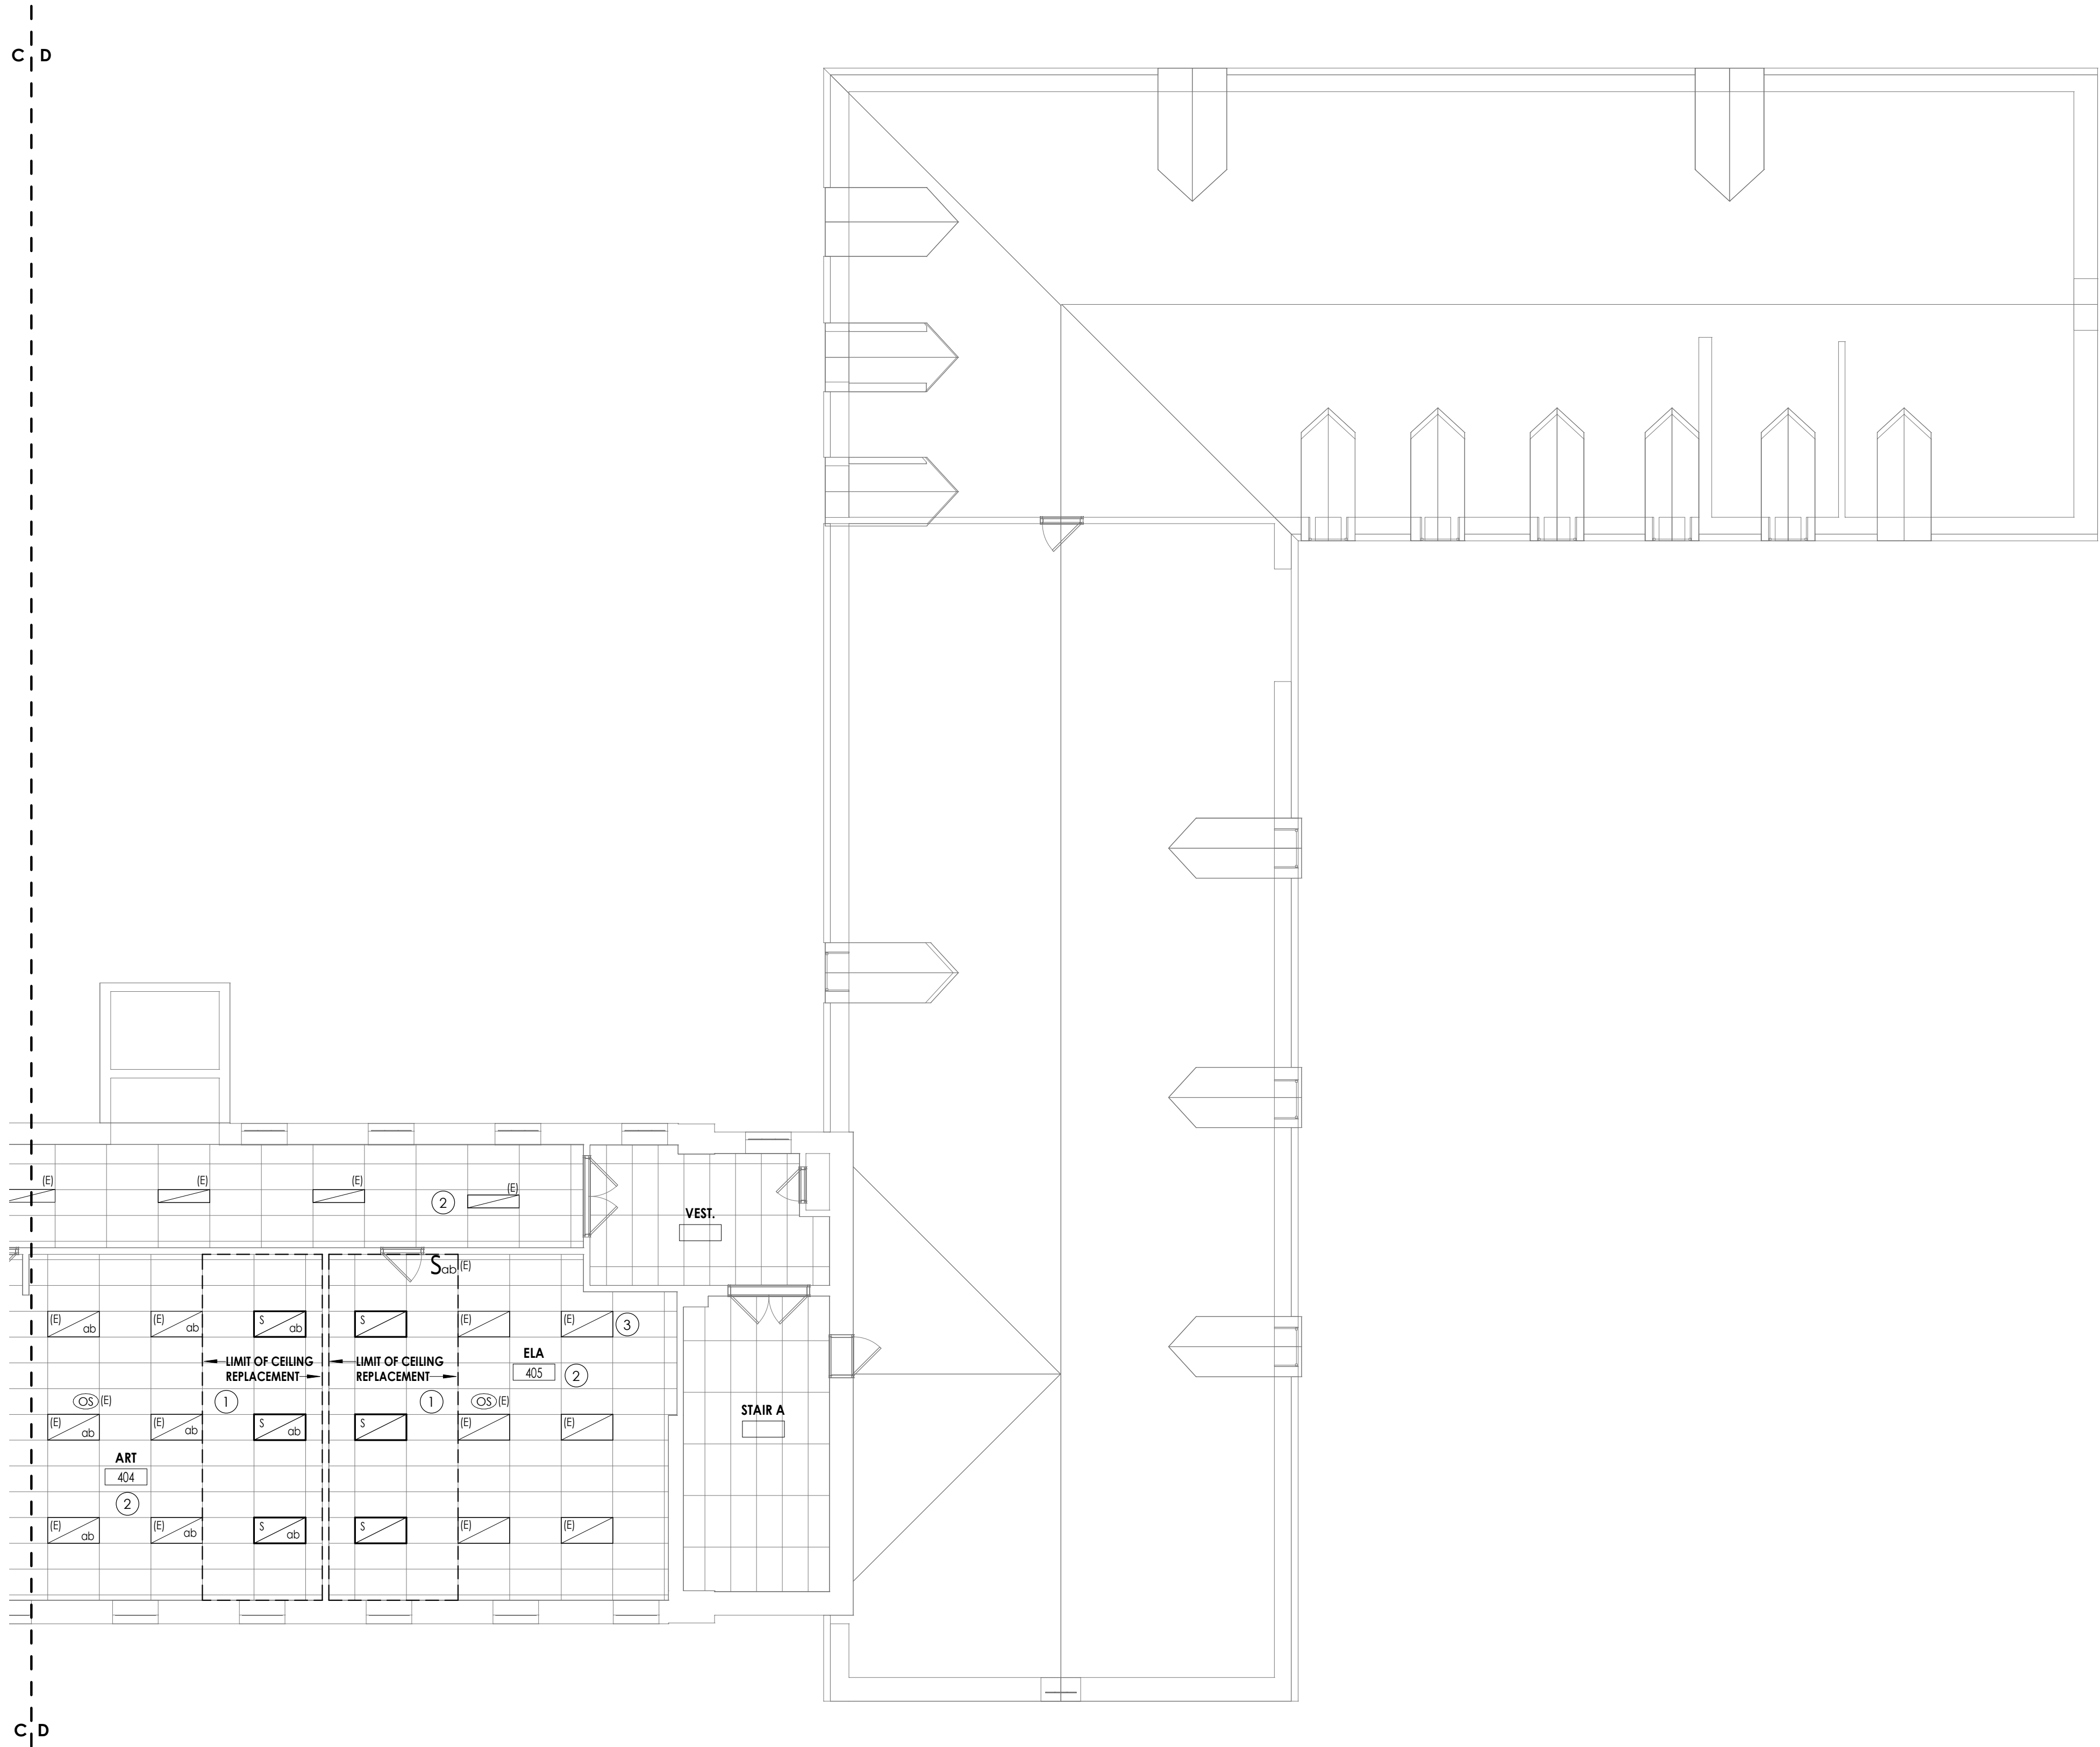 C D
(E) (E) (E) (E)
2
VEST.
Sab (E)
(E) ab (E) ab S ab S (E) (E) 3
LIMIT OF CEILING
REPLACEMENT
LIMIT OF CEILING
REPLACEMENT
ELA
405 2
OS (E) 1 1 OS (E)
STAIR A
(E) ab (E) ab S ab S (E) (E)
ART
404
2
(E) ab (E) ab S ab S (E) (E)
C D